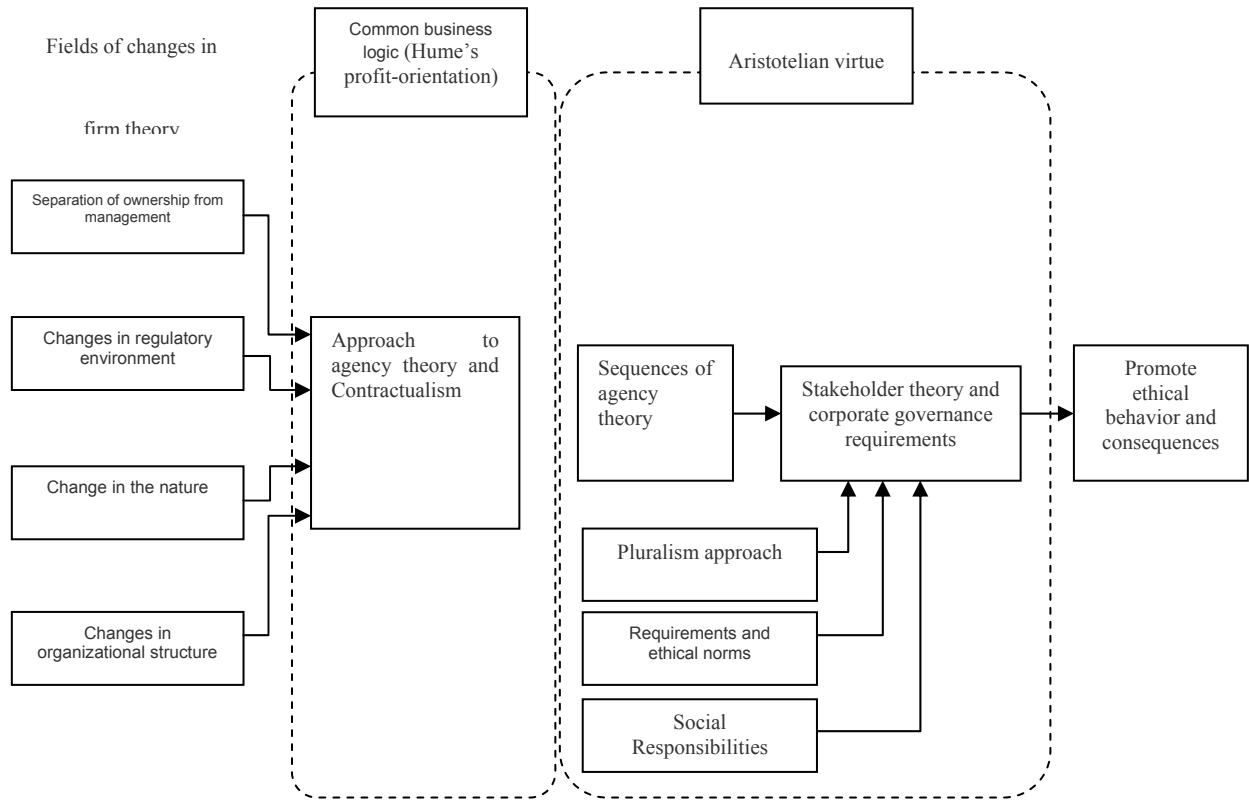 Fields of changes in
firm theory
Common business
logic (Hume's
profit-orientation)
Aristotelian virtue
Separation of ownership from
management
Changes in regulatory
environment
Change in the nature
Changes in
organizational structure
Approach to
agency theory and
Contractualism
Sequences of
agency
theory
Stakeholder theory and
corporate governance
requirements
Promote
ethical
behavior and
consequences
Pluralism approach
Requirements and
ethical norms
Social
Responsibilities